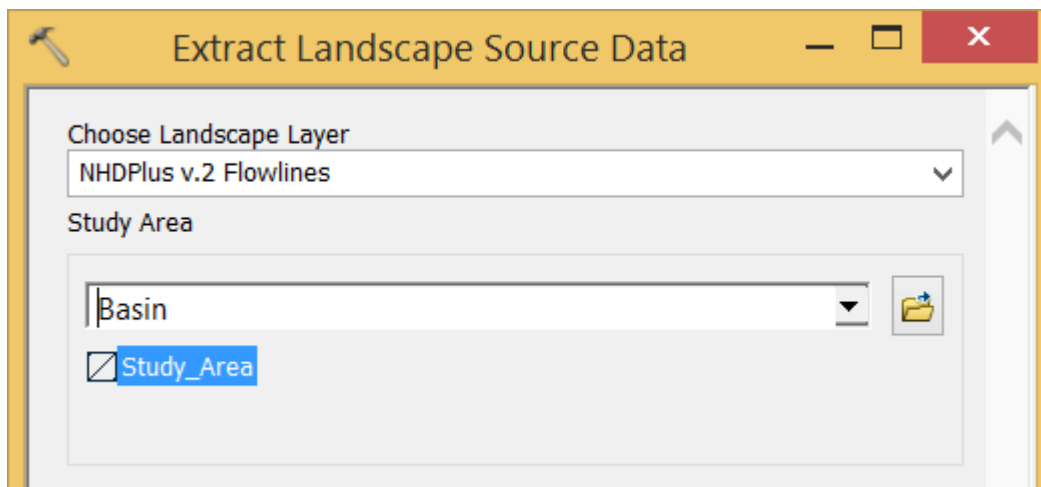 Extract Landscape Source Data
Choose Landscape Layer
NHDPlus v.2 Flowlines
Study Area
Basin
Study_Area